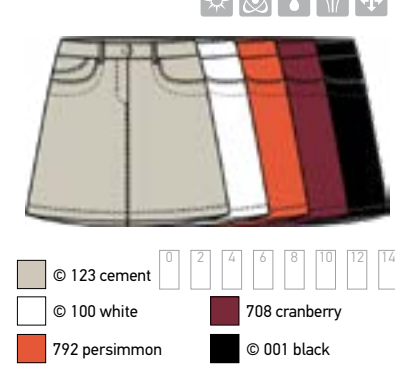 © 123 cement 0 2 4 6 8 10 12 14
© 100 white 708 cranberry
792 persimmon © 001 black